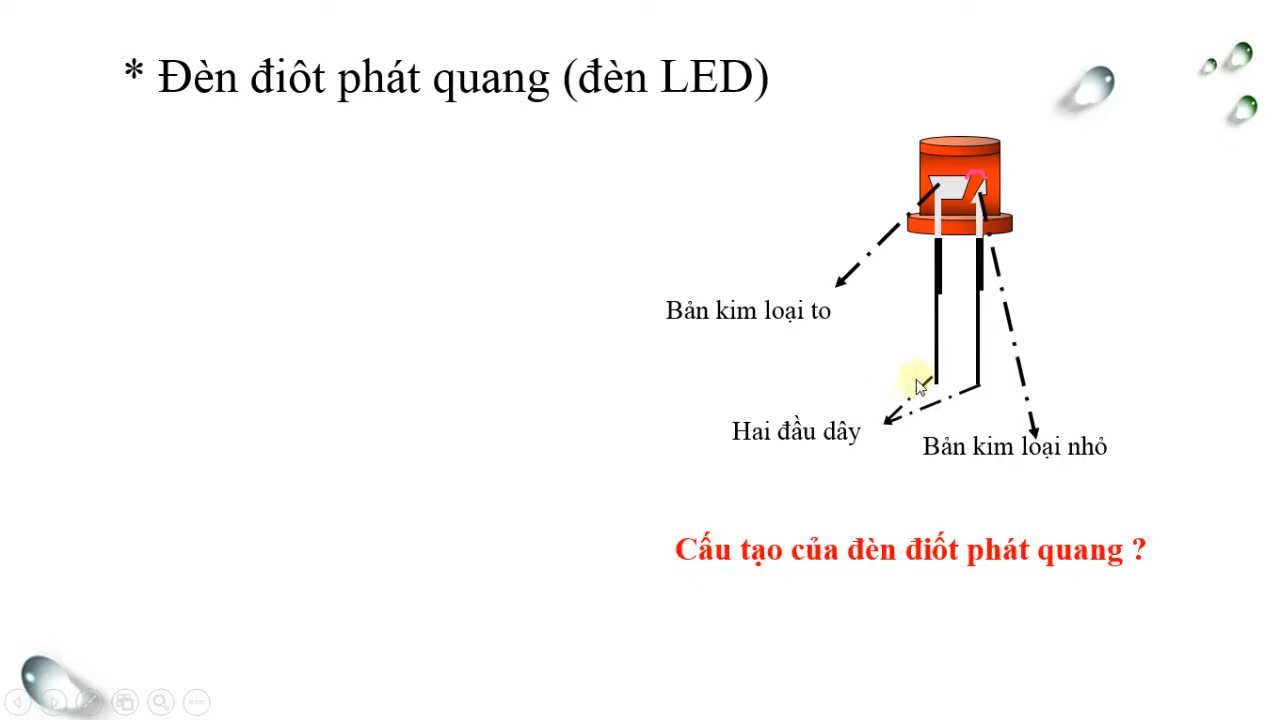 * Đèn điôt phát quang (đèn LED)
Bản kim loại to
Hai đầu dây
Bản kim loại nhỏ
Cấu tạo của đèn điốt phát quang ?